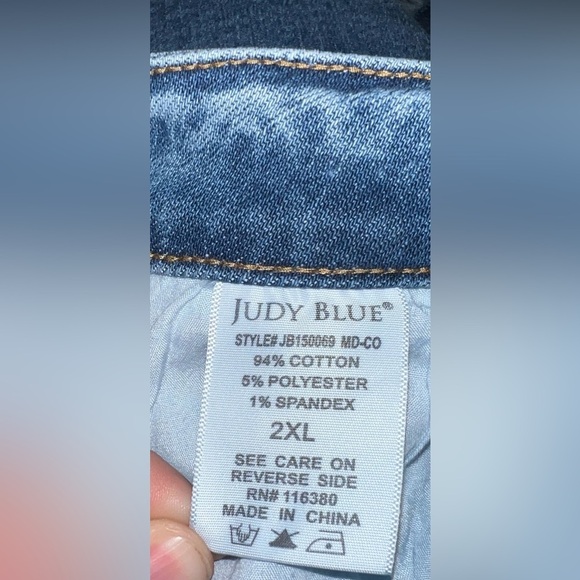 JUDY BLUE®
STYLE# JB150069 MD-CO
94% COTTON
5% POLYESTER
1% SPANDEX
2XL
SEE CARE ON
REVERSE SIDE
RN# 116380
MADE IN CHINA